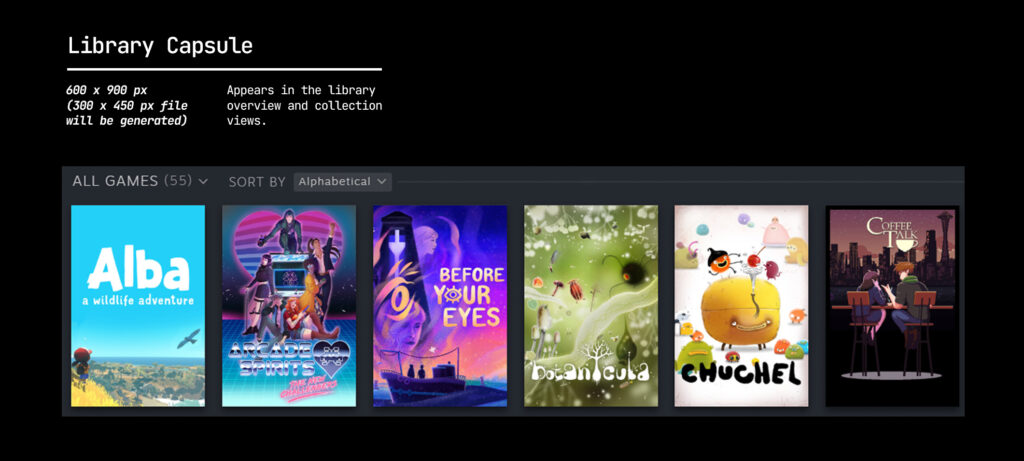 Library Capsule
600 x 900 px
(300 x 450 px file
will be generated)
Appears in the library
overview and collection
views.
ALL GAMES (55)
SORT BY Alphabetical
Alba
a wildlife adventure
ARCADE
SPIRITS
THE NEW
CHALLENGERS
BEFORE
YOUR
EYES
botanicula
CHUCHEL
COFFEE
TALK